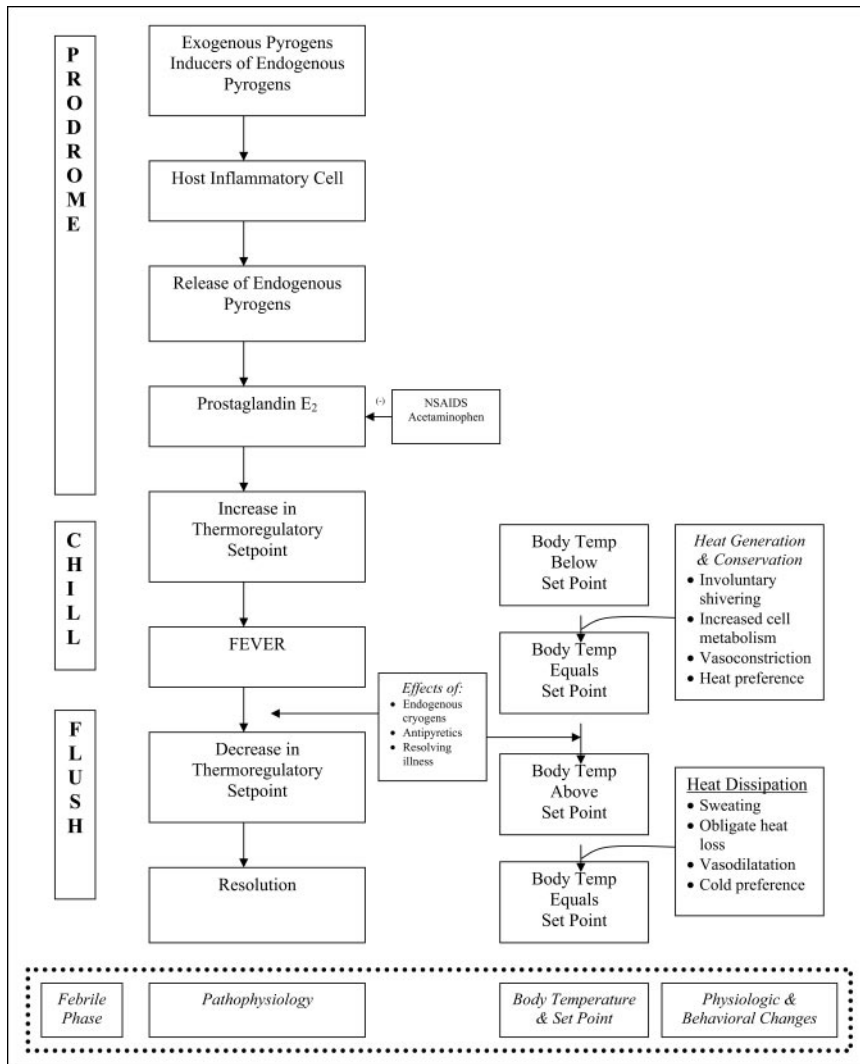 PRODROME
Exogenous Pyrogens
Inducers of Endogenous
Pyrogens
Host Inflammatory Cell
Release of Endogenous
Pyrogens
Prostaglandin E₂
(-)
NSAIDS
Acetaminophen
CHILL
Increase in
Thermoregulatory
Setpoint
FEVER
Body Temp
Below
Set Point
Body Temp
Equals
Set Point
Heat Generation
& Conservation
• Involuntary
shivering
• Increased cell
metabolism
• Vasoconstriction
• Heat preference
FLUSH
Effects of:
• Endogenous
cryogens
• Antipyretics
• Resolving
illness
Decrease in
Thermoregulatory
Setpoint
Resolution
Body Temp
Above
Set Point
Body Temp
Equals
Set Point
Heat Dissipation
• Sweating
• Obligate heat
loss
• Vasodilatation
• Cold preference
Febrile
Phase
Pathophysiology
Body Temperature
& Set Point
Physiologic &
Behavioral Changes